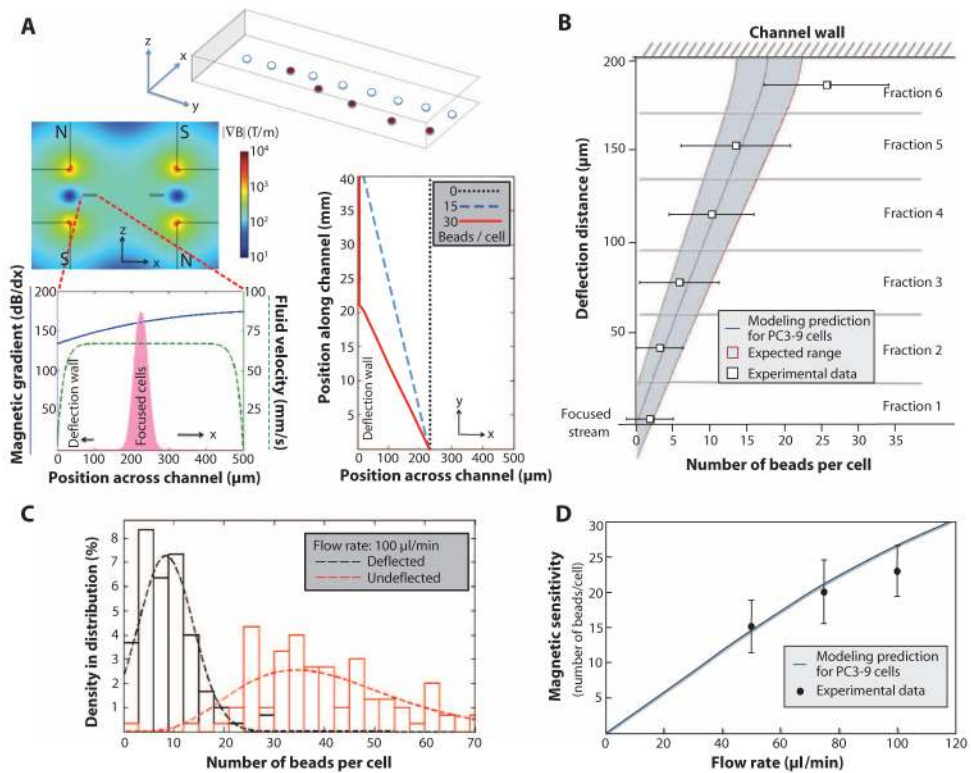 A
z
x
y
N
S
S
N
z
x
|∇B| (T/m)
10⁴
10³
10²
10¹
Magnetic gradient (dB/dx)
200
150
100
50
100
75
50
25
Fluid velocity (mm/s)
Deflection wall
Focused cells
x
0 100 200 300 400 500
Position across channel (µm)
Position along channel (mm)
40
35
30
25
20
15
10
5
0
15
30
Beads / cell
Deflection wall
y
x
0 100 200 300 400 500
Position across channel (µm)
B
Channel wall
Deflection distance (µm)
200
150
100
50
0
Fraction 6
Fraction 5
Fraction 4
Fraction 3
Fraction 2
Fraction 1
Modeling prediction
for PC3-9 cells
Expected range
Experimental data
Focused
stream
0 5 10 15 20 25 30 35
Number of beads per cell
C
Density in distribution (%)
8
7
6
5
4
3
2
1
Flow rate: 100 µl/min
Deflected
Undeflected
0 10 20 30 40 50 60 70
Number of beads per cell
D
Magnetic sensitivity
(number of beads/cell)
30
25
20
15
10
5
Modeling prediction
for PC3-9 cells
Experimental data
0 20 40 60 80 100 120
Flow rate (µl/min)